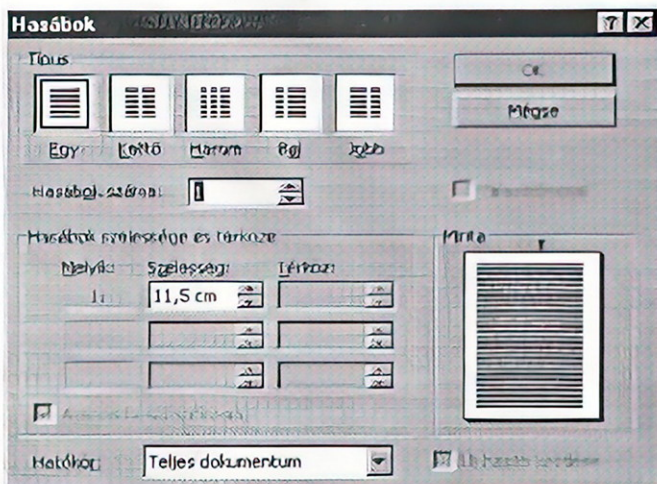 Hasábok
Típus
OK
Mégse
Egy
Kettő
Három
Bal
Jobb
Hasábok száma:
1
Hasábok szélessége és térköze
Minta
Melyik:
Szélesség:
Térköz:
1:
11,5 cm
Hatókör:
Teljes dokumentum